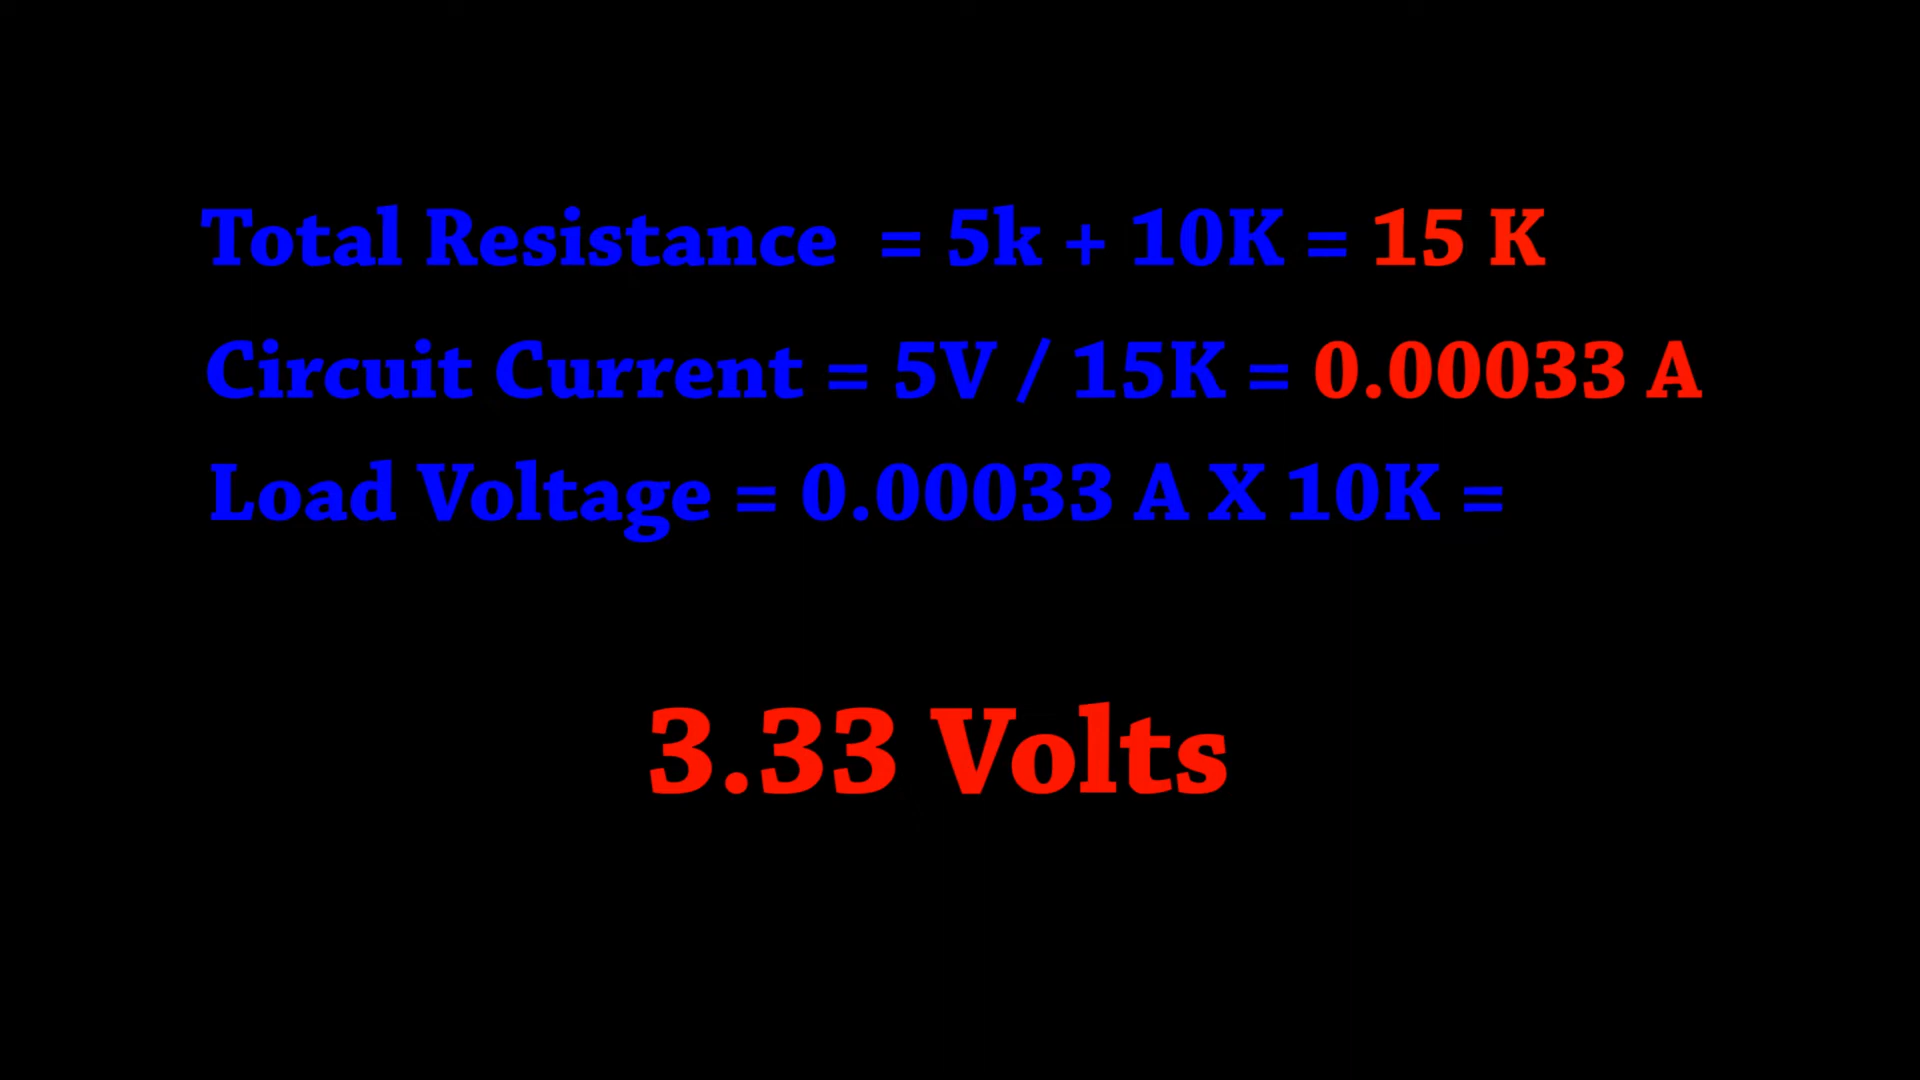 Total Resistance = 5k + 10K = 15 K
Circuit Current = 5V / 15K = 0.00033 A
Load Voltage = 0.00033 A X 10K =
3.33 Volts